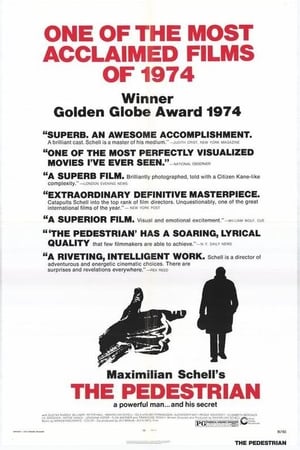 ONE OF THE MOST
ACCLAIMED FILMS
OF 1974
Winner
Golden Globe Award 1974
“SUPERB. AN AWESOME ACCOMPLISHMENT.
A brilliant cast. Schell a master of his medium.” —JUDITH CRIST, NEW YORK MAGAZINE
“ONE OF THE MOST PERFECTLY VISUALIZED
MOVIES I'VE EVER SEEN.” —NATIONAL OBSERVER
“A SUPERB FILM. Brilliantly photographed, told with a Citizen Kane-like
complexity.” —LONDON EVENING NEWS
“EXTRAORDINARY DEFINITIVE MASTERPIECE.
Catapults Schell into the top rank of film directors. Unquestionably, one of the great
international films of the year.” —NEW YORK POST
“A SUPERIOR FILM. Visual and emotional excitement.” —WILLIAM WOLF, CUE
“'THE PEDESTRIAN' HAS A SOARING, LYRICAL
QUALITY that few filmmakers are able to achieve.” —N.Y. DAILY NEWS
“A RIVETING, INTELLIGENT WORK. Schell is a director of
adventurous and energetic cinematic choices. There are
surprises and revelations everywhere.” —REX REED
Maximilian Schell's
THE PEDESTRIAN
a powerful man... and his secret
PG
THE PEDESTRIAN